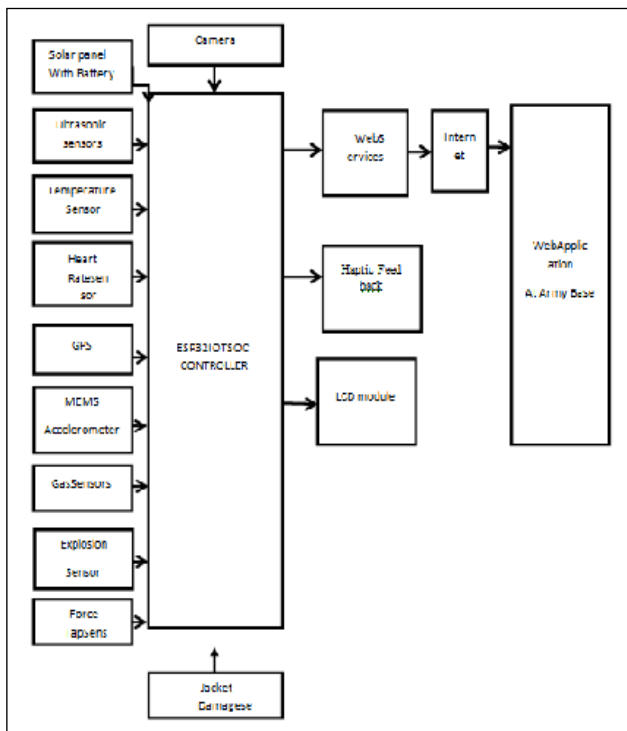 Camera
Solar panel
With Battery
Ultrasonic
sensors
Temperature
Sensor
Heart
Ratesen
sor
GPS
MEMS
Accelerometer
GasSensors
Explosion
Sensor
Force
Tapsens
ESP32IOTSOC
CONTROLLER
WebS
ervices
Intern
et
Haptic Feed
back
LCD module
WebApplic
ation
At Army Base
Jacket
Damagese